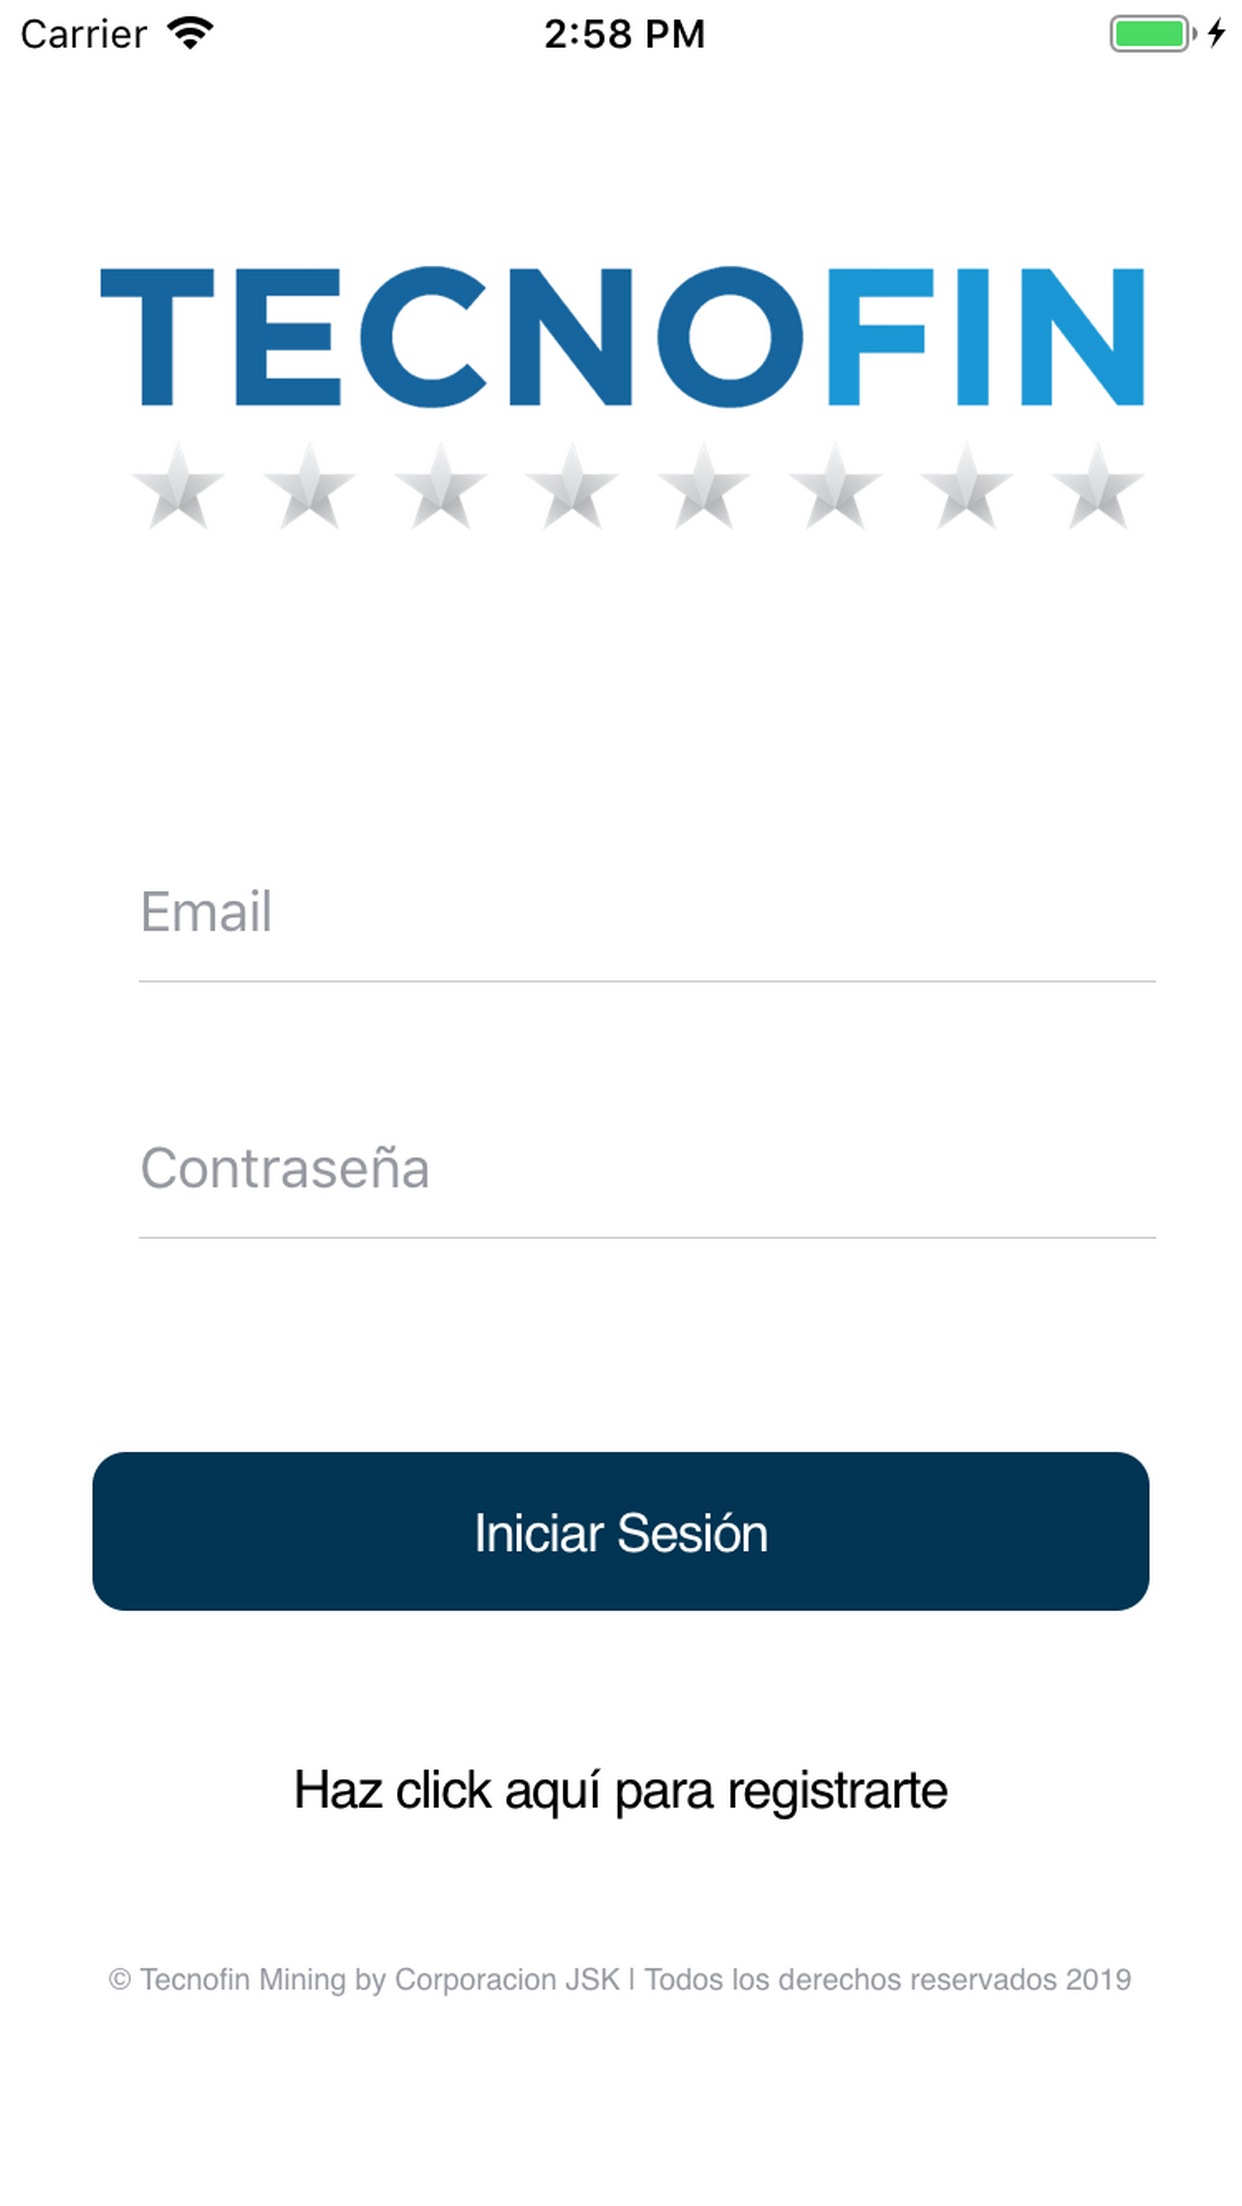 Carrier 2:58 PM
TECNOFIN
Email
Contraseña
Iniciar Sesión
Haz click aquí para registrarte
© Tecnofin Mining by Corporacion JSK | Todos los derechos reservados 2019